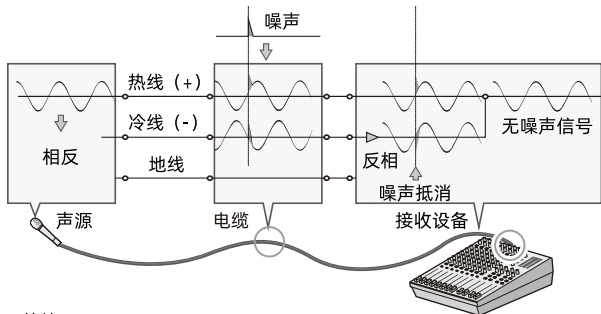 噪声
热线（+）
冷线（-）
地线
相反
反相
无噪声信号
噪声抵消
声源
电缆
接收设备